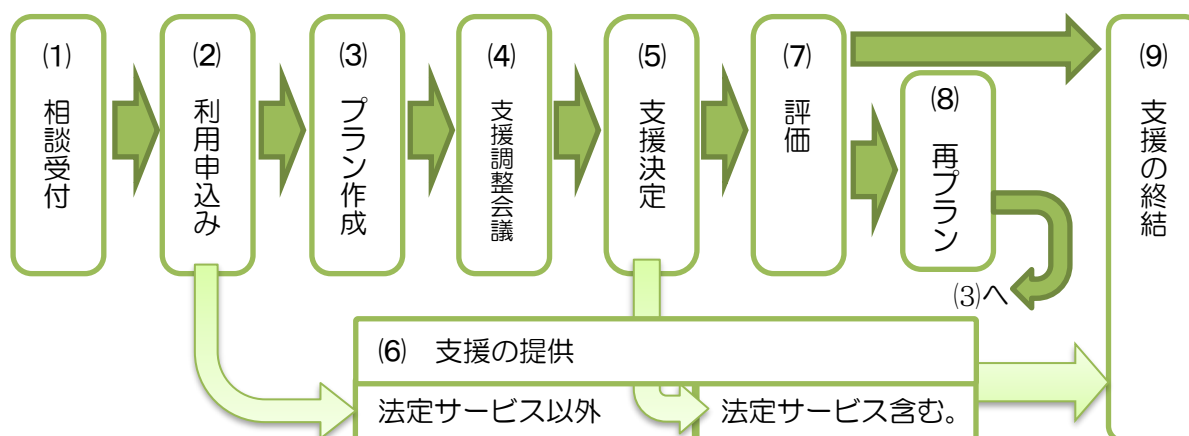 ⑴ 相談受付
⑵ 利用申込み
⑶ プラン作成
⑷ 支援調整会議
⑸ 支援決定
⑺ 評価
⑻ 再プラン
⑶へ
⑼ 支援の終結
⑹ 支援の提供
法定サービス以外
法定サービス含む。